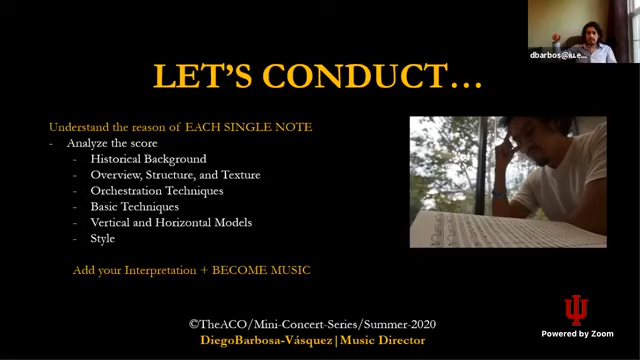 dbarbos@iu.e...
LET'S CONDUCT...
Understand the reason of EACH SINGLE NOTE
- Analyze the score
- Historical Background
- Overview, Structure, and Texture
- Orchestration Techniques
- Basic Techniques
- Vertical and Horizontal Models
- Style
Add your Interpretation + BECOME MUSIC
©TheACO/Mini-Concert-Series/Summer-2020
DiegoBarbosa-Vásquez|Music Director
Powered by Zoom